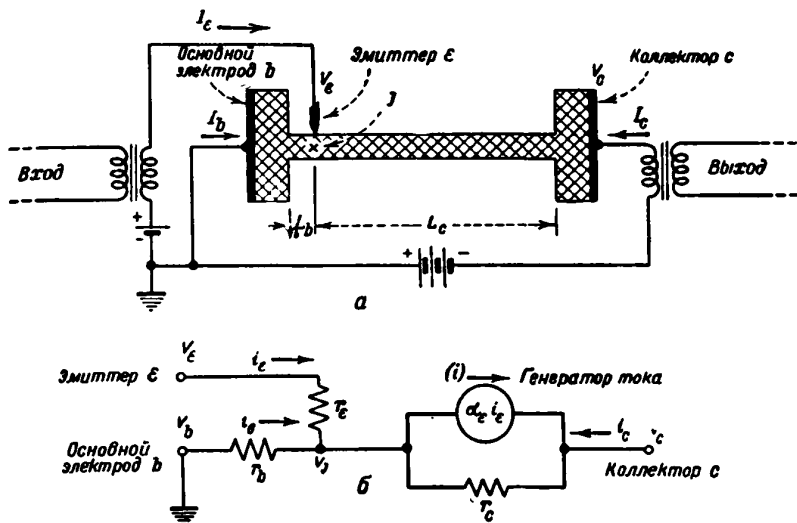 I_ε
Основной
электрод b
V_ε
Эмиттер ε
J
V_c
Коллектор c
I_b
I_c
Вход
Выход
+
-
L_b
L_c
+ -
а
V_ε
Эмиттер ε
i_ε
r_ε
(i)
Генератор тока
α_ε i_ε
V_b
i_b
Основной
электрод b
r_b
V_J
б
r_c
i_c
Коллектор c